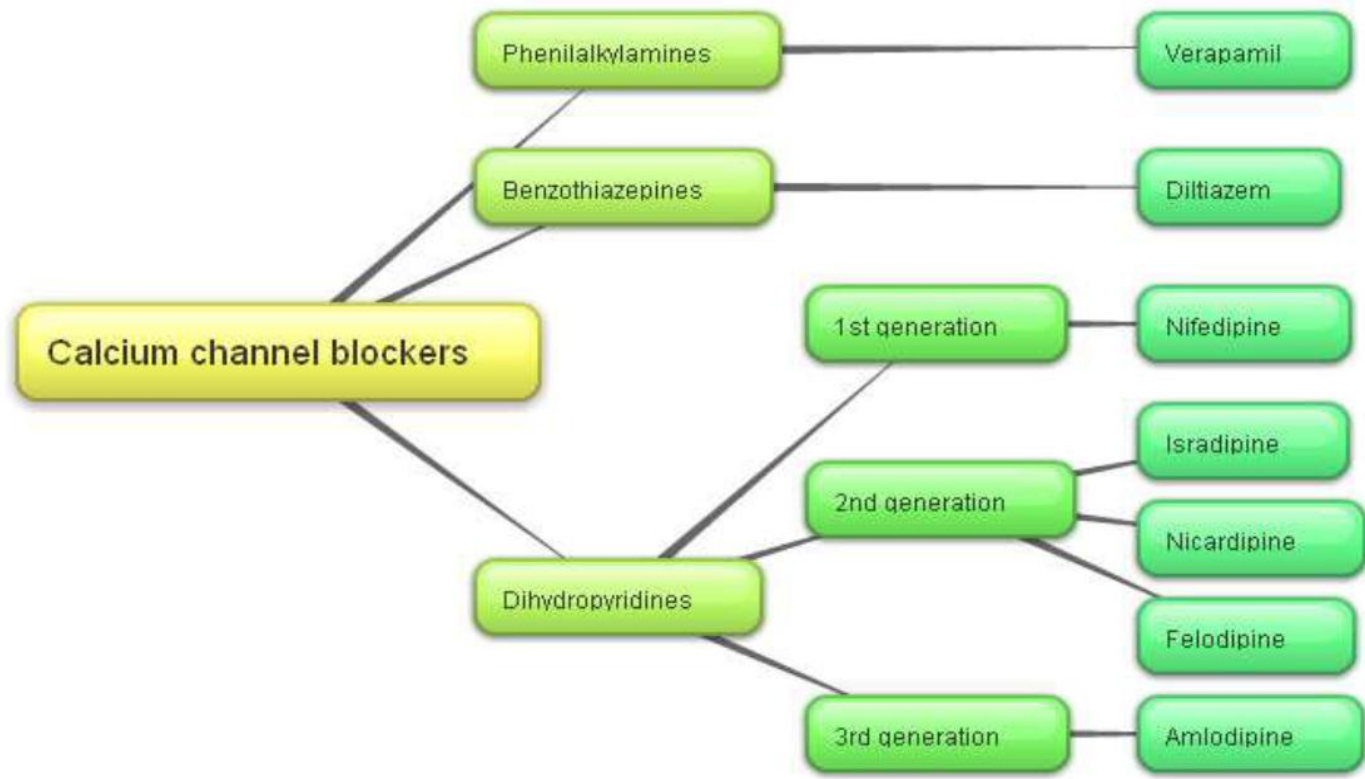 Phenilalkylamines
Verapamil
Benzothiazepines
Diltiazem
Calcium channel blockers
1st generation
Nifedipine
Isradipine
2nd generation
Nicardipine
Dihydropyridines
Felodipine
3rd generation
Amlodipine